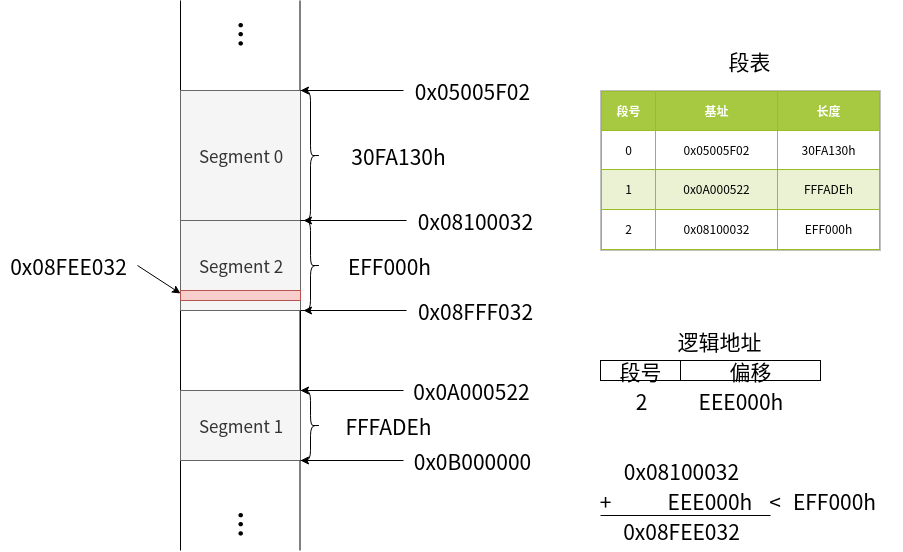 0x05005F02
Segment 0
30FA130h
0x08100032
0x08FEE032
Segment 2
EFF000h
0x08FFF032
0x0A000522
Segment 1
FFFADEh
0x0B000000
段表
段号 基址 长度
0 0x05005F02 30FA130h
1 0x0A000522 FFFADEh
2 0x08100032 EFF000h
逻辑地址
段号 偏移
2 EEE000h
0x08100032
+ EEE000h < EFF000h
0x08FEE032